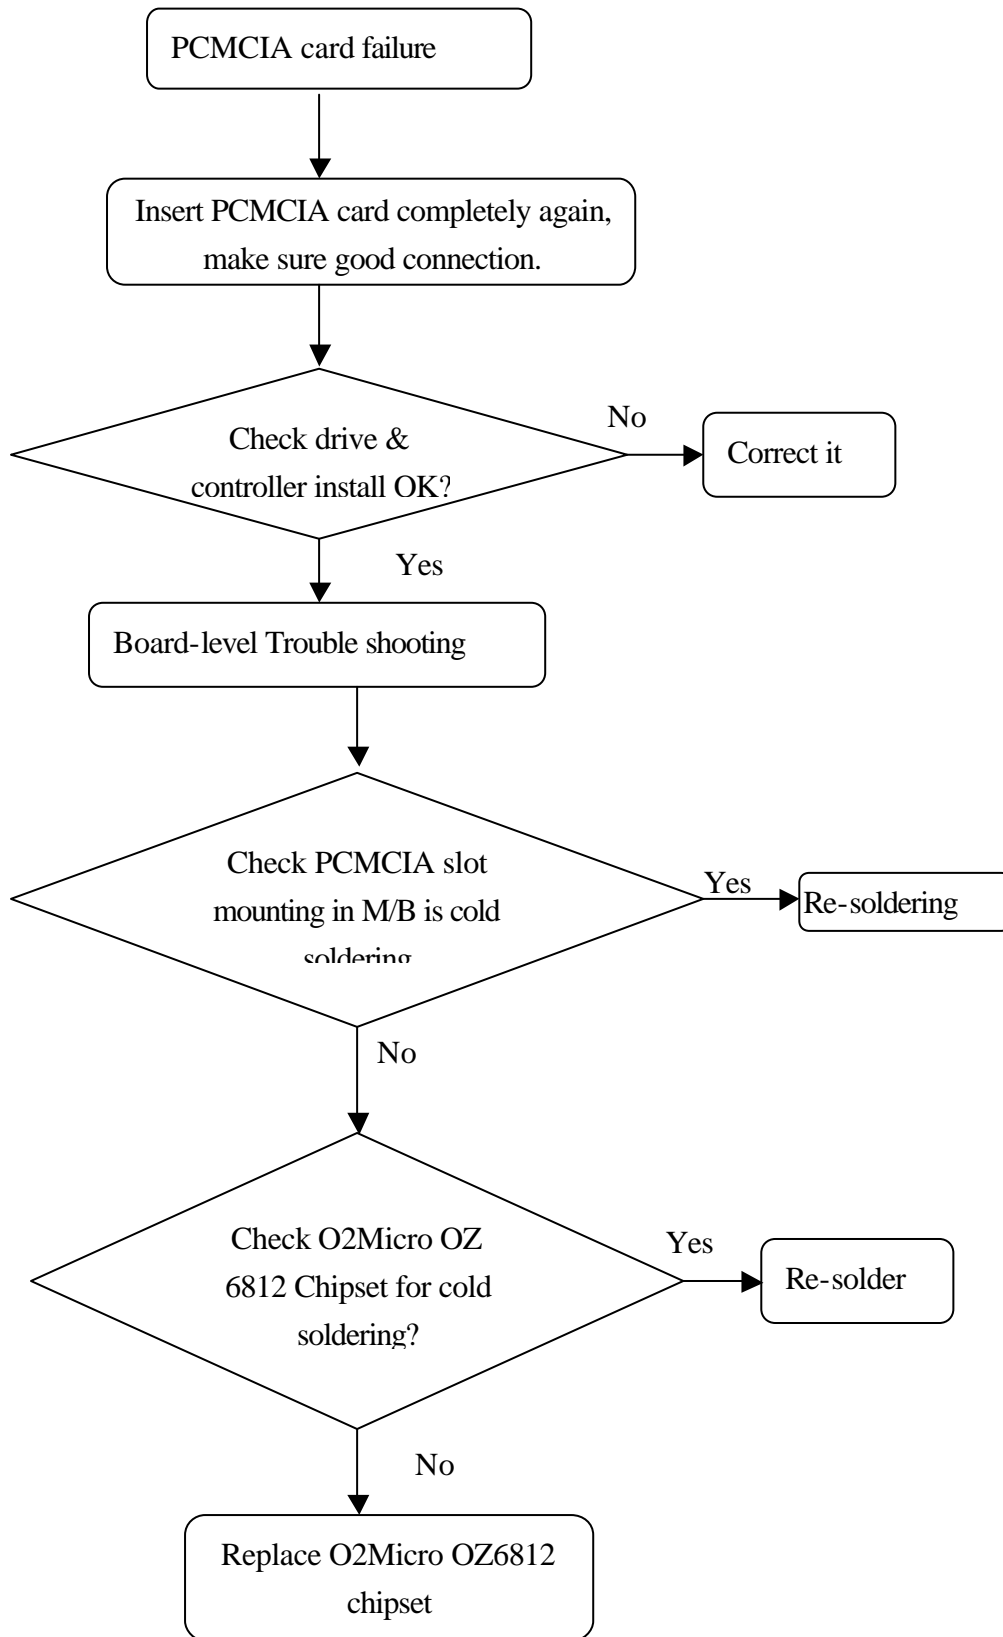 PCMCIA card failure
Insert PCMCIA card completely again,
make sure good connection.
Check drive &
controller install OK?
No
Correct it
Yes
Board-level Trouble shooting
Check PCMCIA slot
mounting in M/B is cold
soldering
Yes
Re-soldering
No
Check O2Micro OZ
6812 Chipset for cold
soldering?
Yes
Re-solder
No
Replace O2Micro OZ6812
chipset